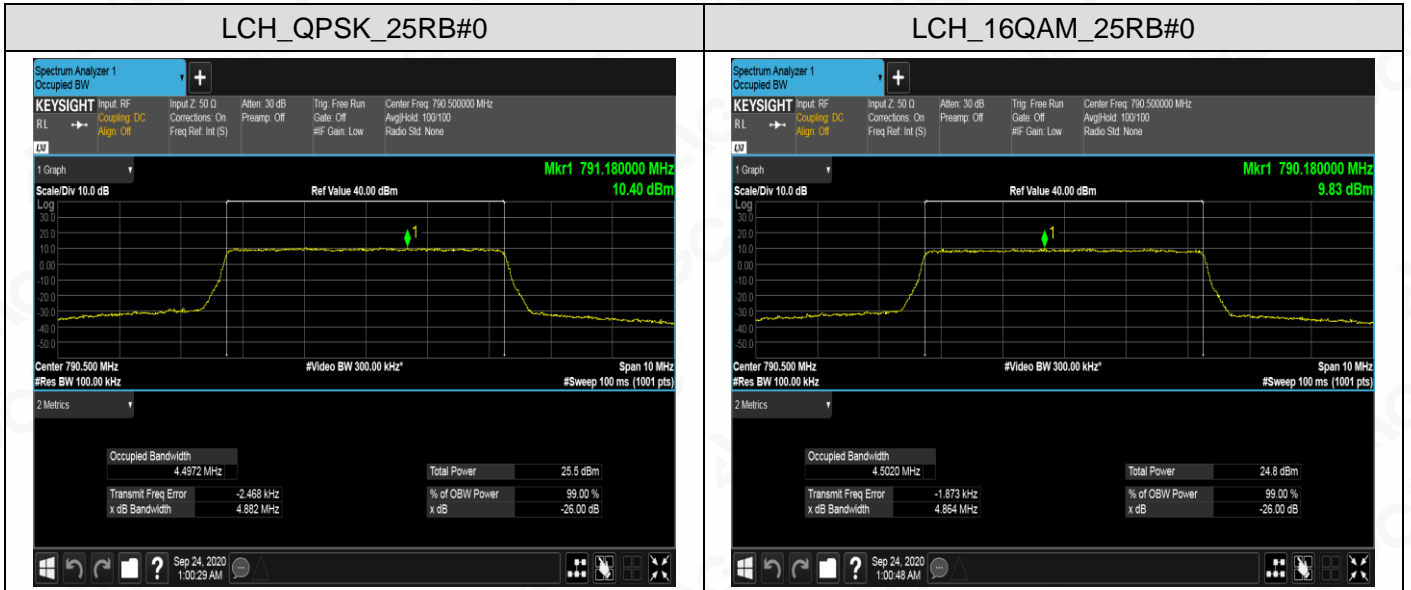 LCH_QPSK_25RB#0
Spectrum Analyzer 1
Occupied BW
+
KEYSIGHT
RL
LXI
Input: RF
Coupling: DC
Align: Off
Input Z: 50 Ω
Corrections: On
Freq Ref: Int (S)
Atten: 30 dB
Preamp: Off
Trig: Free Run
Gate: Off
#IF Gain: Low
Center Freq: 790.500000 MHz
Avg|Hold: 100/100
Radio Std: None
1 Graph
Mkr1 791.180000 MHz
Scale/Div 10.0 dB
Ref Value 40.00 dBm
10.40 dBm
Log
30.0
20.0
10.0
0.00
-10.0
-20.0
-30.0
-40.0
-50.0
1
Center 790.500 MHz
#Video BW 300.00 kHz*
Span 10 MHz
#Res BW 100.00 kHz
#Sweep 100 ms (1001 pts)
2 Metrics
Occupied Bandwidth
4.4972 MHz
Total Power 25.5 dBm
Transmit Freq Error -2.468 kHz
% of OBW Power 99.00 %
x dB Bandwidth 4.882 MHz
x dB -26.00 dB
?
Sep 24, 2020
1:00:29 AM
LCH_16QAM_25RB#0
Spectrum Analyzer 1
Occupied BW
+
KEYSIGHT
RL
LXI
Input: RF
Coupling: DC
Align: Off
Input Z: 50 Ω
Corrections: On
Freq Ref: Int (S)
Atten: 30 dB
Preamp: Off
Trig: Free Run
Gate: Off
#IF Gain: Low
Center Freq: 790.500000 MHz
Avg|Hold: 100/100
Radio Std: None
1 Graph
Mkr1 790.180000 MHz
Scale/Div 10.0 dB
Ref Value 40.00 dBm
9.83 dBm
Log
30.0
20.0
10.0
0.00
-10.0
-20.0
-30.0
-40.0
-50.0
1
Center 790.500 MHz
#Video BW 300.00 kHz*
Span 10 MHz
#Res BW 100.00 kHz
#Sweep 100 ms (1001 pts)
2 Metrics
Occupied Bandwidth
4.5020 MHz
Total Power 24.8 dBm
Transmit Freq Error -1.873 kHz
% of OBW Power 99.00 %
x dB Bandwidth 4.864 MHz
x dB -26.00 dB
?
Sep 24, 2020
1:00:48 AM